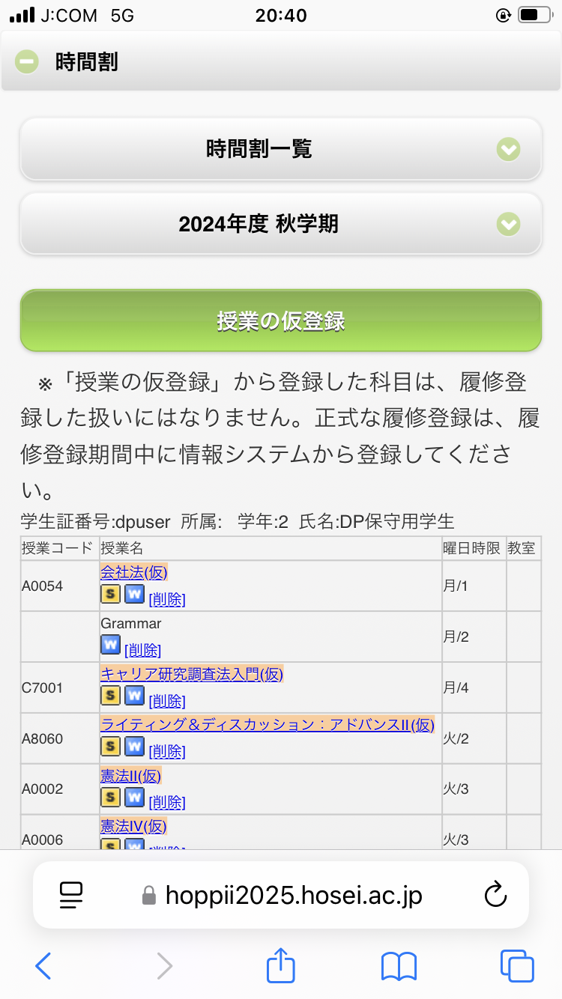 J:COM 5G 20:40
時間割
時間割一覧
2024年度 秋学期
授業の仮登録
※「授業の仮登録」から登録した科目は、履修登
録した扱いにはなりません。正式な履修登録は、履
修登録期間中に情報システムから登録してくださ
い。
学生証番号:dpuser 所属: 学年:2 氏名:DP保守用学生
授業コード 授業名 曜日時限 教室
A0054 会社法(仮) 月/1
S W [削除]
Grammar 月/2
W [削除]
C7001 キャリア研究調査法入門(仮) 月/4
S W [削除]
A8060 ライティング＆ディスカッション：アドバンスII(仮) 火/2
S W [削除]
A0002 憲法II(仮) 火/3
S W [削除]
A0006 憲法IV(仮) 火/3
S W [削除]
hoppii2025.hosei.ac.jp